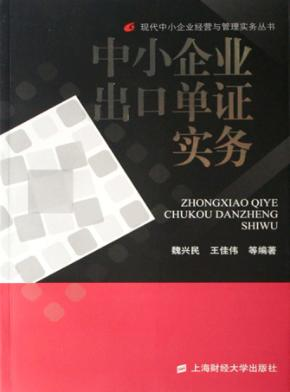 现代中小企业经营与管理实务丛书
中小企业
出口单证
实务
ZHONGXIAO QIYE
CHUKOU DANZHENG
SHIWU
魏兴民 王佳伟 等编著
上海财经大学出版社